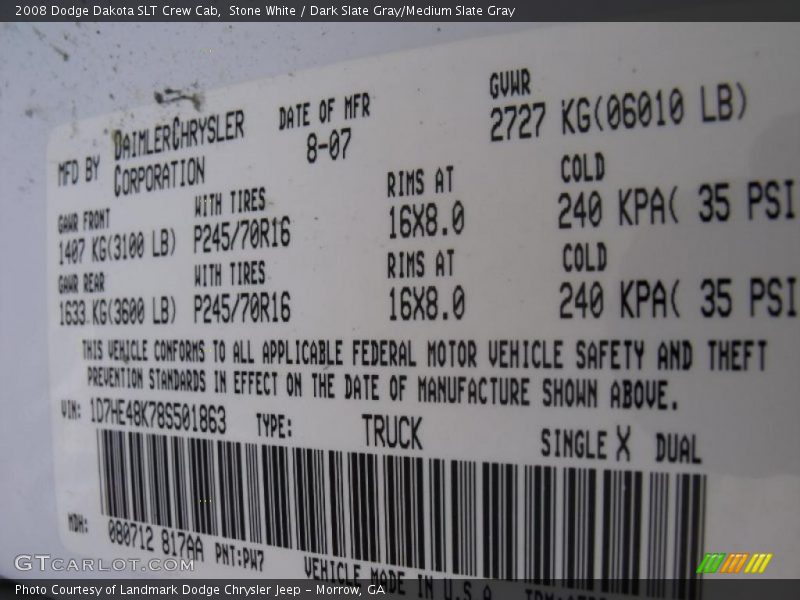 2008 Dodge Dakota SLT Crew Cab,  Stone White / Dark Slate Gray/Medium Slate Gray
MFD BY DAIMLERCHRYSLER CORPORATION DATE OF MFR 8-07 GVWR 2727 KG(06010 LB)
GAWR FRONT WITH TIRES RIMS AT COLD
1407 KG(3100 LB) P245/70R16 16X8.0 240 KPA( 35 PSI
GAWR REAR WITH TIRES RIMS AT COLD
1633 KG(3600 LB) P245/70R16 16X8.0 240 KPA( 35 PSI
THIS VEHICLE CONFORMS TO ALL APPLICABLE FEDERAL MOTOR VEHICLE SAFETY AND THEFT
PREVENTION STANDARDS IN EFFECT ON THE DATE OF MANUFACTURE SHOWN ABOVE.
VIN: 1D7HE48K78S501863 TYPE: TRUCK SINGLE X DUAL
MDH: 080712 817AA PNT:PW7
VEHICLE MADE IN U.S.A.
GTCARLOT.COM
Photo Courtesy of Landmark Dodge Chrysler Jeep - Morrow, GA